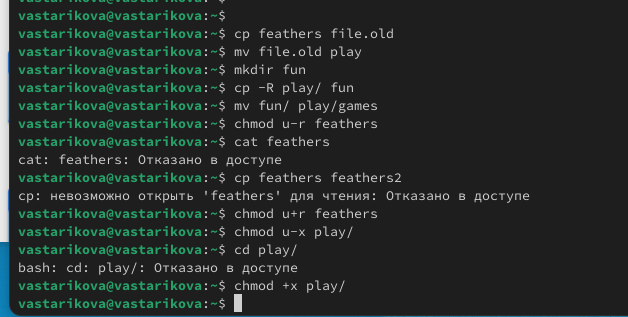 vastarikova@vastarikova:~$
vastarikova@vastarikova:~$
vastarikova@vastarikova:~$ cp feathers file.old
vastarikova@vastarikova:~$ mv file.old play
vastarikova@vastarikova:~$ mkdir fun
vastarikova@vastarikova:~$ cp -R play/ fun
vastarikova@vastarikova:~$ mv fun/ play/games
vastarikova@vastarikova:~$ chmod u-r feathers
vastarikova@vastarikova:~$ cat feathers
cat: feathers: Отказано в доступе
vastarikova@vastarikova:~$ cp feathers feathers2
cp: невозможно открыть 'feathers' для чтения: Отказано в доступе
vastarikova@vastarikova:~$ chmod u+r feathers
vastarikova@vastarikova:~$ chmod u-x play/
vastarikova@vastarikova:~$ cd play/
bash: cd: play/: Отказано в доступе
vastarikova@vastarikova:~$ chmod +x play/
vastarikova@vastarikova:~$